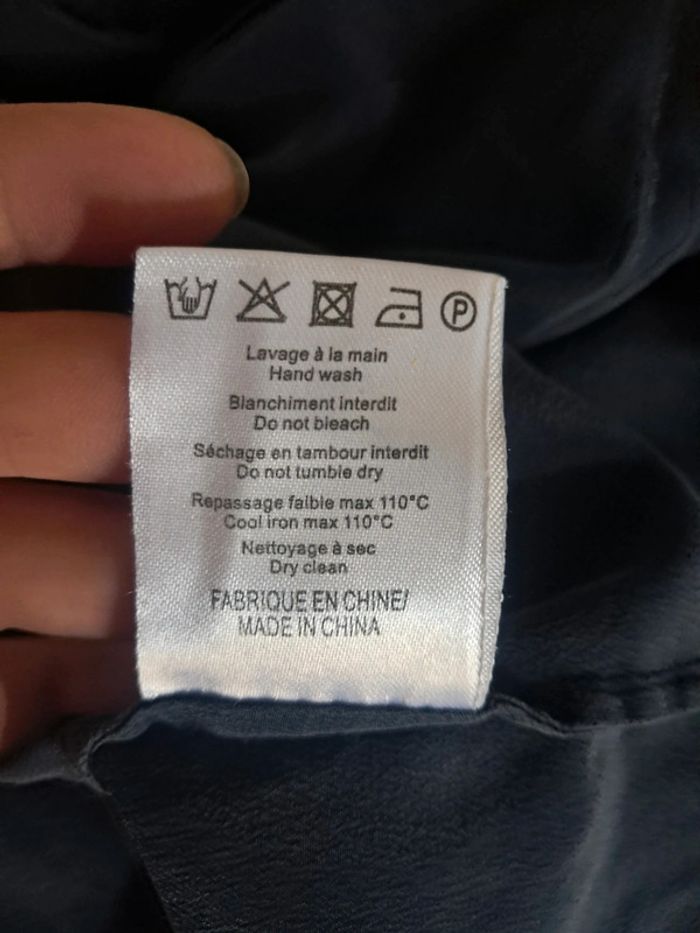 P
Lavage à la main
Hand wash
Blanchiment interdit
Do not bleach
Séchage en tambour interdit
Do not tumble dry
Repassage faible max 110°C
Cool iron max 110°C
Nettoyage à sec
Dry clean
FABRIQUE EN CHINE/
MADE IN CHINA